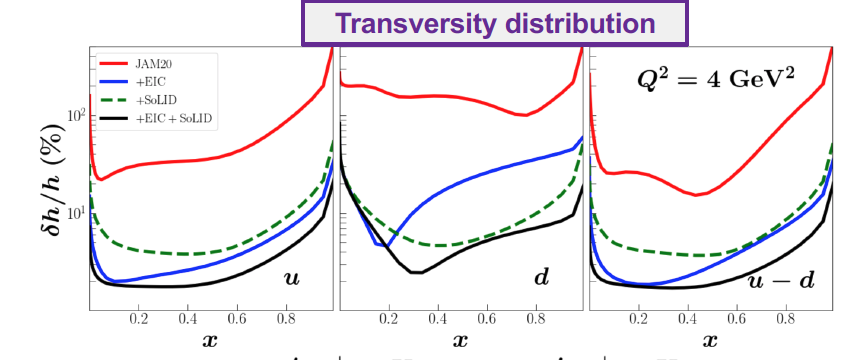 Transversity distribution
JAM20
+EIC
+SoLID
+EIC + SoLID
Q² = 4 GeV²
δh/h (%)
10²
10¹
u
d
u − d
0.2 0.4 0.6 0.8
0.2 0.4 0.6 0.8
0.2 0.4 0.6 0.8
x
x
x